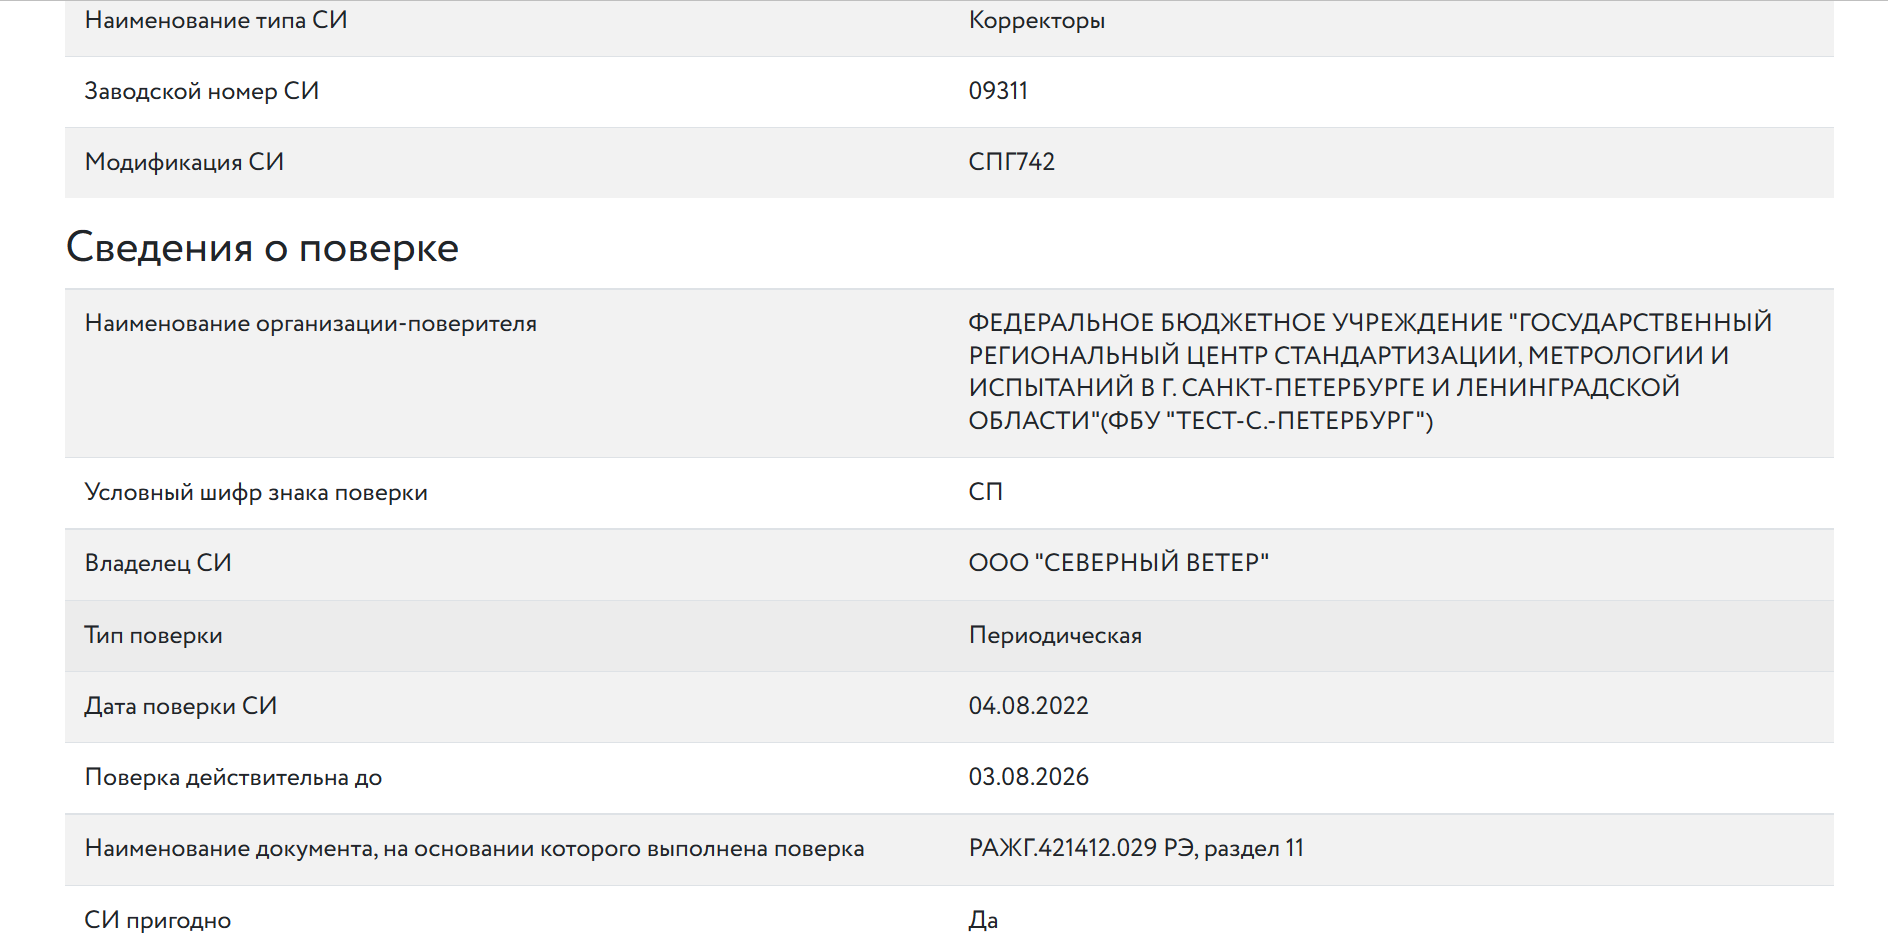 Наименование типа СИ Корректоры
Заводской номер СИ 09311
Модификация СИ СПГ742
Сведения о поверке
Наименование организации-поверителя ФЕДЕРАЛЬНОЕ БЮДЖЕТНОЕ УЧРЕЖДЕНИЕ "ГОСУДАРСТВЕННЫЙ
РЕГИОНАЛЬНЫЙ ЦЕНТР СТАНДАРТИЗАЦИИ, МЕТРОЛОГИИ И
ИСПЫТАНИЙ В Г. САНКТ-ПЕТЕРБУРГЕ И ЛЕНИНГРАДСКОЙ
ОБЛАСТИ"(ФБУ "ТЕСТ-С.-ПЕТЕРБУРГ")
Условный шифр знака поверки СП
Владелец СИ ООО "СЕВЕРНЫЙ ВЕТЕР"
Тип поверки Периодическая
Дата поверки СИ 04.08.2022
Поверка действительна до 03.08.2026
Наименование документа, на основании которого выполнена поверка РАЖГ.421412.029 РЭ, раздел 11
СИ пригодно Да